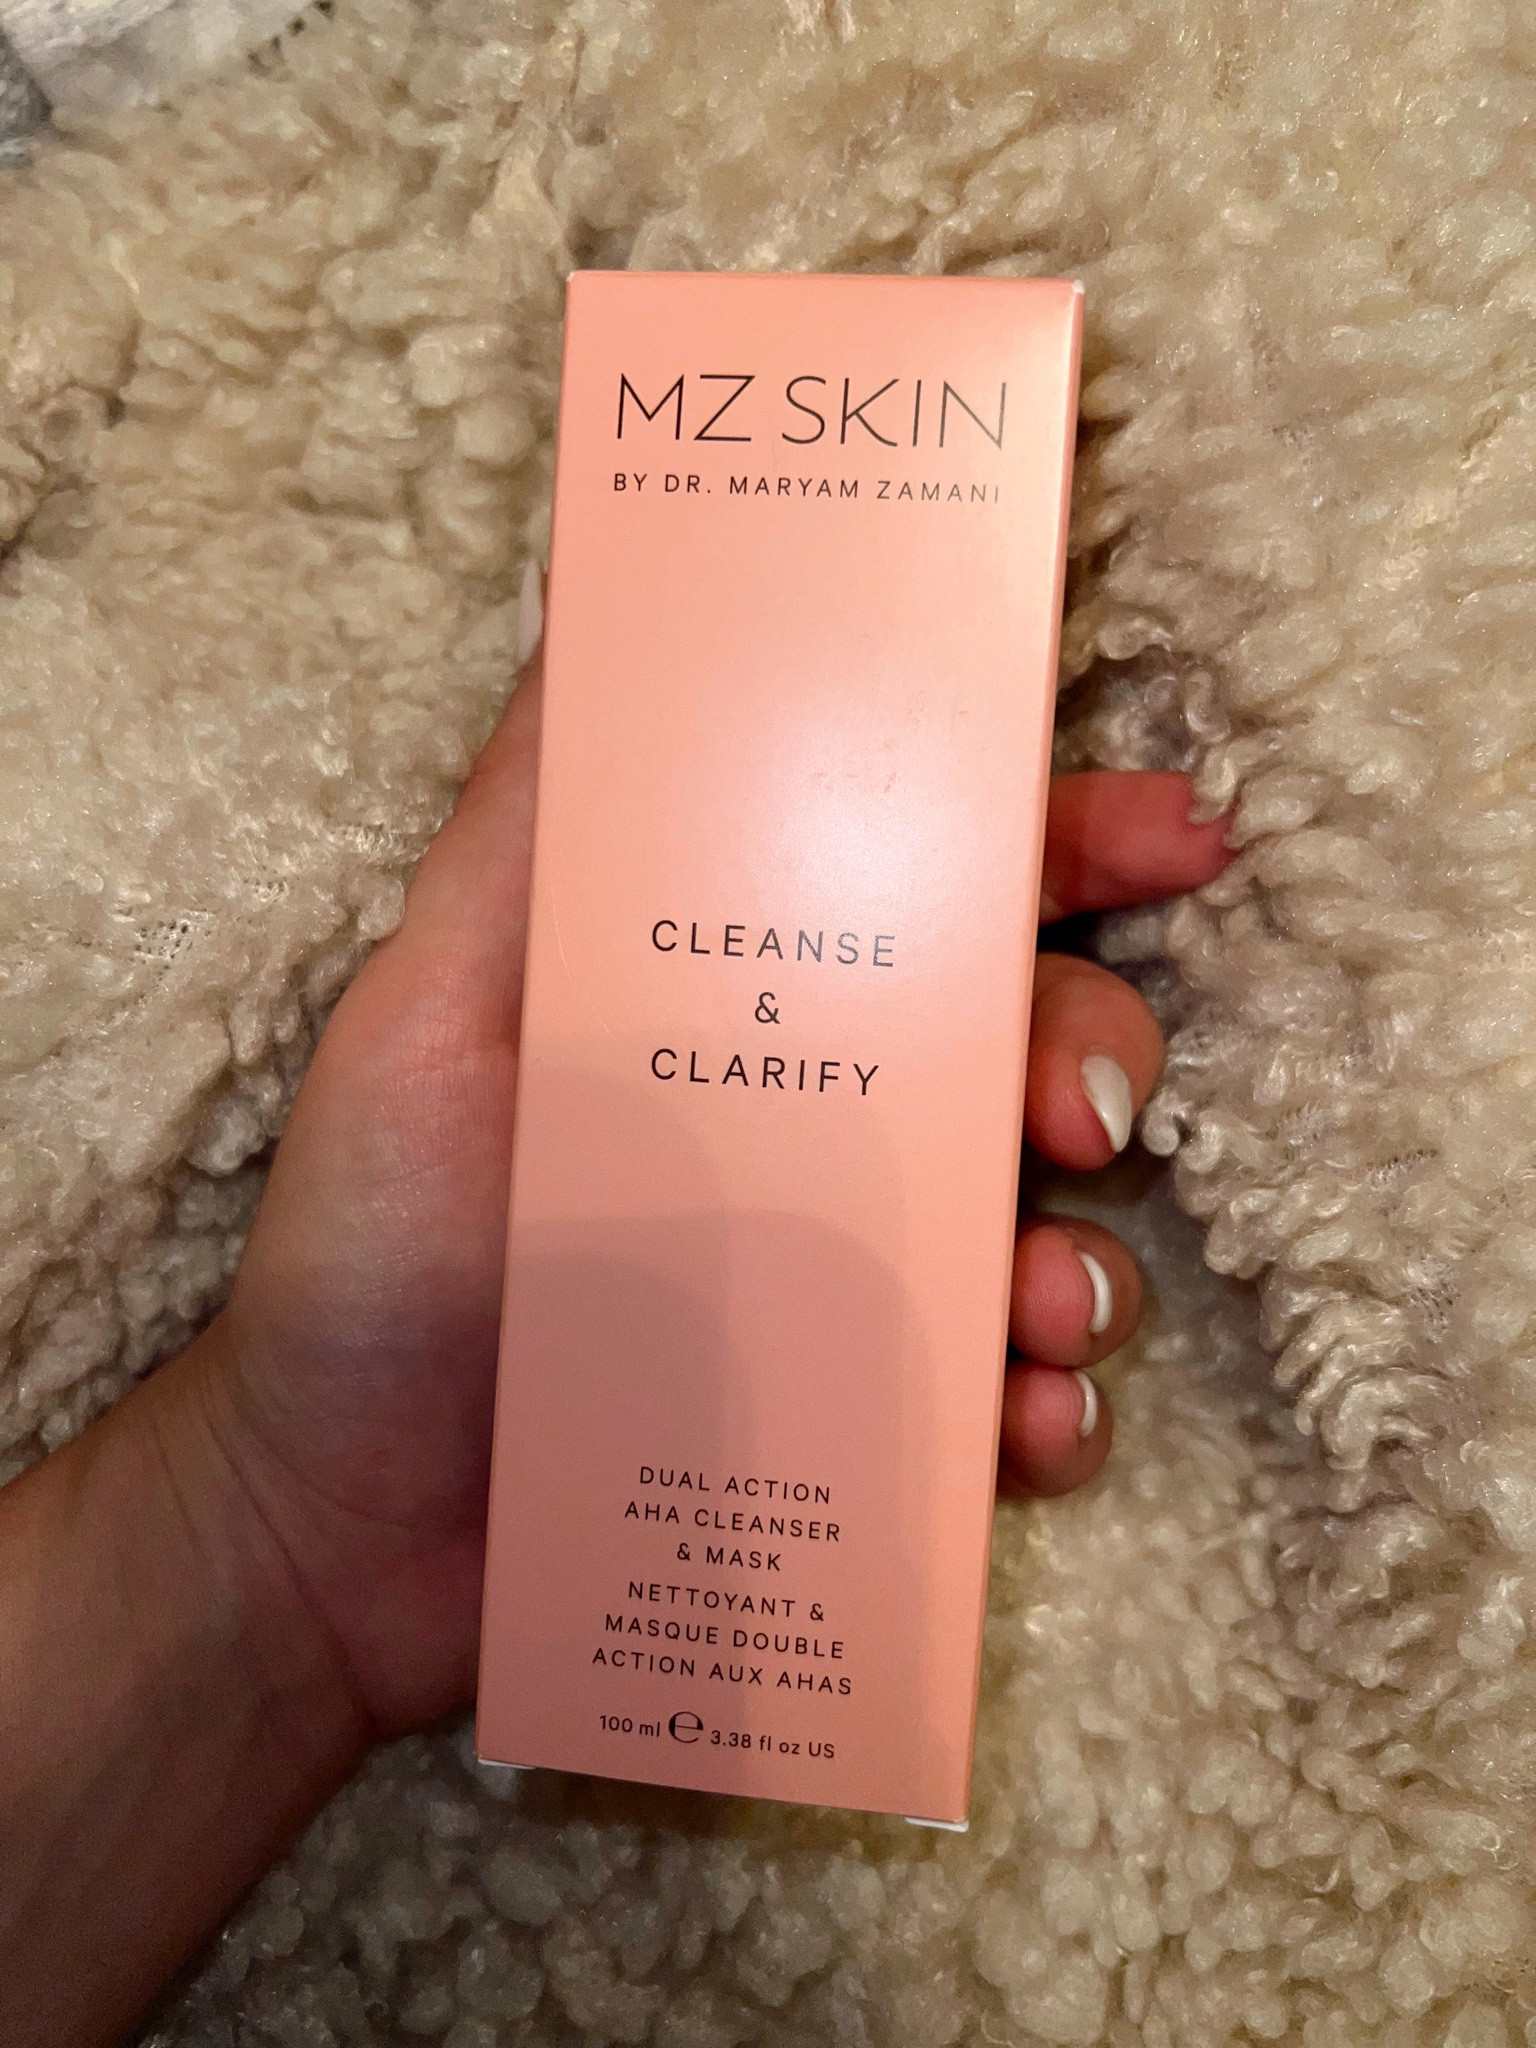 MZ SKIN
BY DR. MARYAM ZAMANI
CLEANSE
&
CLARIFY
DUAL ACTION
AHA CLEANSER
& MASK
NETTOYANT &
MASQUE DOUBLE
ACTION AUX AHAS
100 ml ℮ 3.38 fl oz US